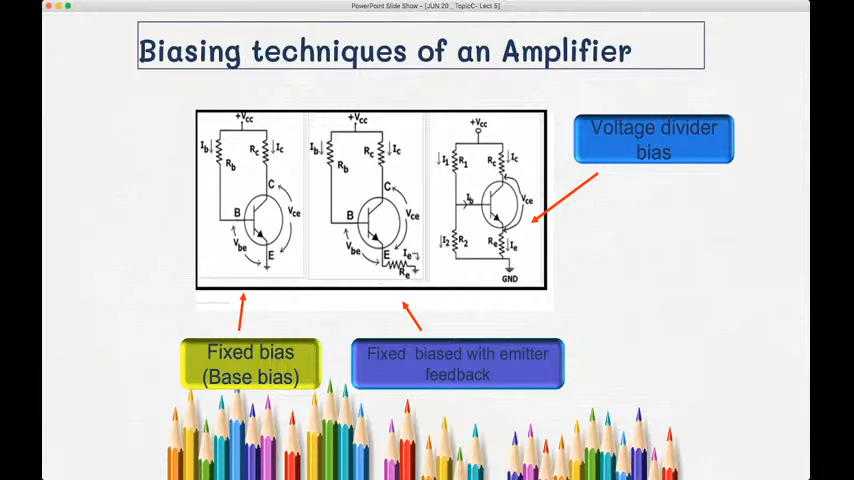 PowerPoint Slide Show - [JUN 20 _ TopicC- Lect 5]
Biasing techniques of an Amplifier
+Vcc
Ib
Rb
Rc
Ic
C
B
Vce
Vbe
E
+Vcc
Ib
Rb
Rc
Ic
C
B
Vce
Vbe
E
Ie
Re
+Vcc
I1
R1
Rc
Ic
Ib
Vce
I2
R2
Re
Ie
GND
Voltage divider
bias
Fixed bias
(Base bias)
Fixed biased with emitter
feedback